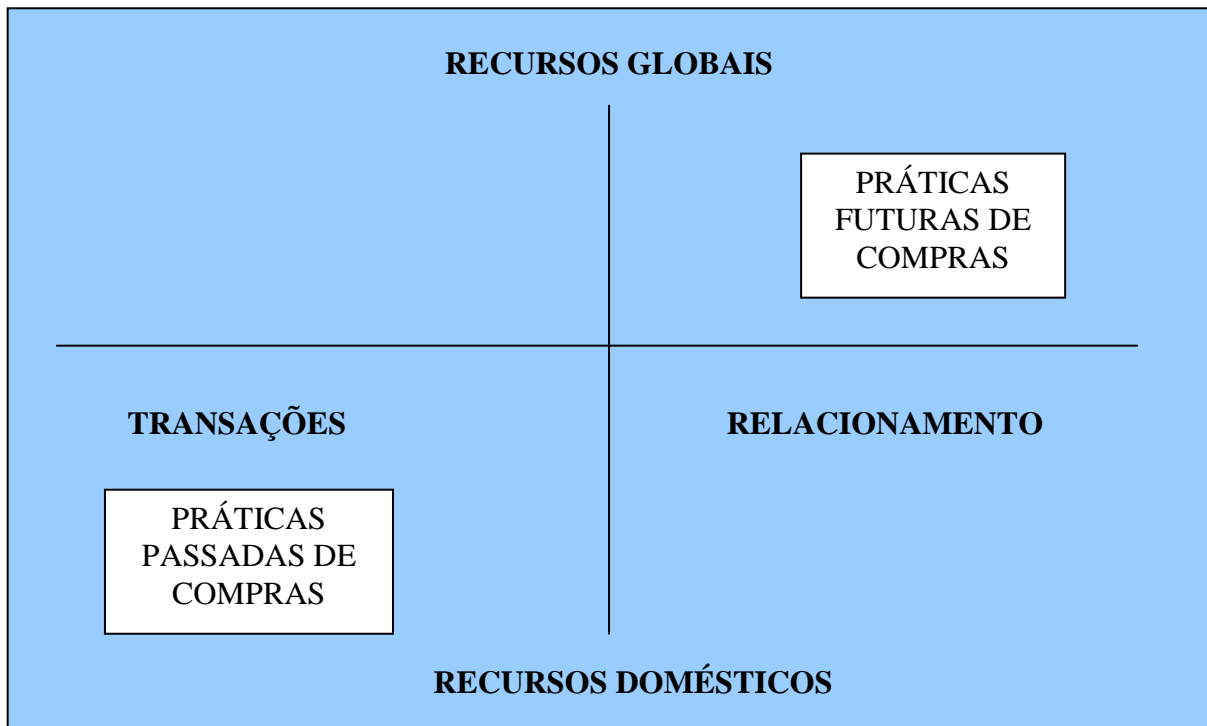 RECURSOS GLOBAIS
PRÁTICAS
FUTURAS DE
COMPRAS
TRANSAÇÕES
RELACIONAMENTO
PRÁTICAS
PASSADAS DE
COMPRAS
RECURSOS DOMÉSTICOS